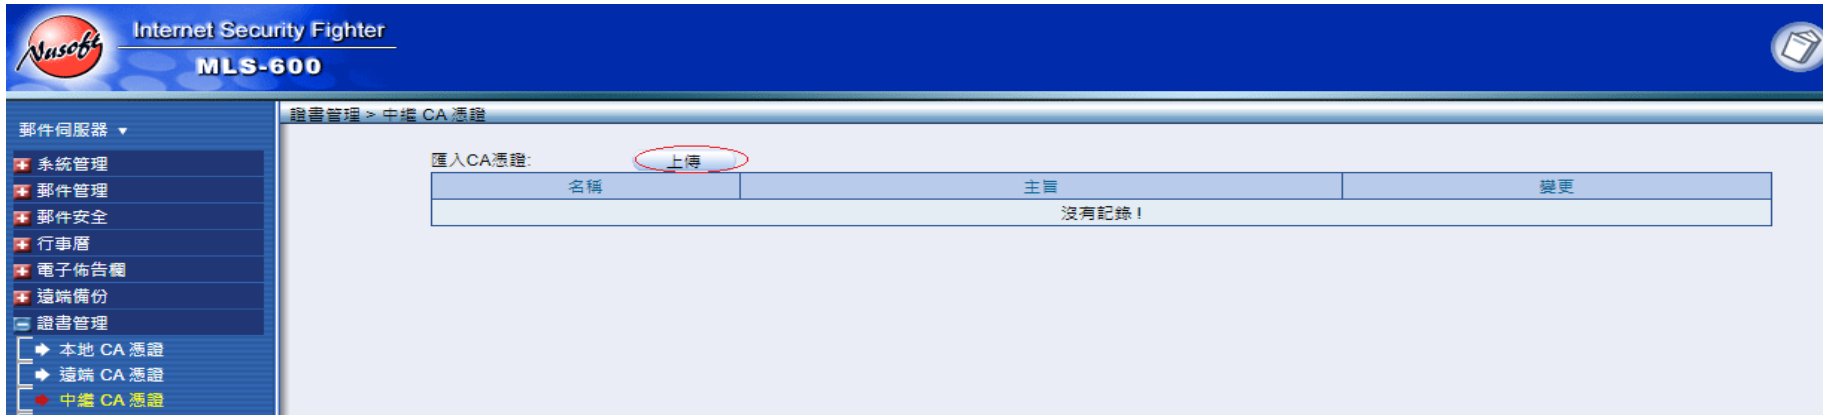 Nusoft
Internet Security Fighter
MLS-600
郵件伺服器
系統管理
郵件管理
郵件安全
行事曆
電子佈告欄
遠端備份
證書管理
本地 CA 憑證
遠端 CA 憑證
中繼 CA 憑證
證書管理 > 中繼 CA 憑證
匯入CA憑證: 上傳
名稱 主旨 變更
沒有記錄 !